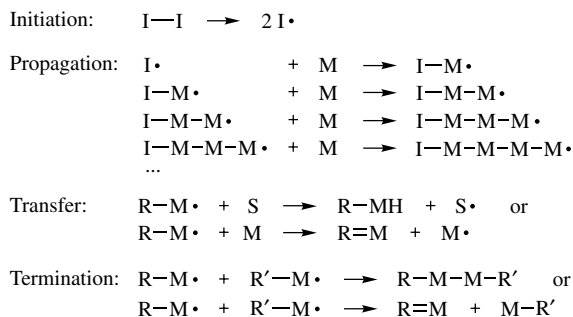 Initiation: I—I ⟶ 2 I•
Propagation: I• + M ⟶ I—M•
I—M• + M ⟶ I—M—M•
I—M—M• + M ⟶ I—M—M—M•
I—M—M—M• + M ⟶ I—M—M—M—M•
...
Transfer: R—M• + S ⟶ R—MH + S• or
R—M• + M ⟶ R=M + M•
Termination: R—M• + R′—M• ⟶ R—M—M—R′ or
R—M• + R′—M• ⟶ R=M + M—R′